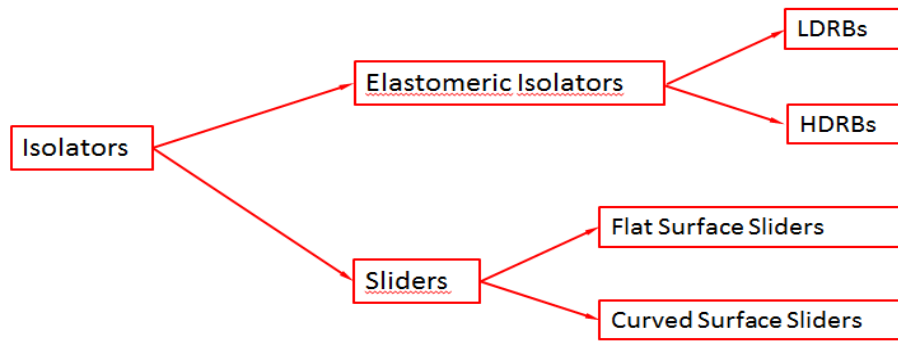 LDRBs
Elastomeric Isolators
HDRBs
Isolators
Flat Surface Sliders
Sliders
Curved Surface Sliders